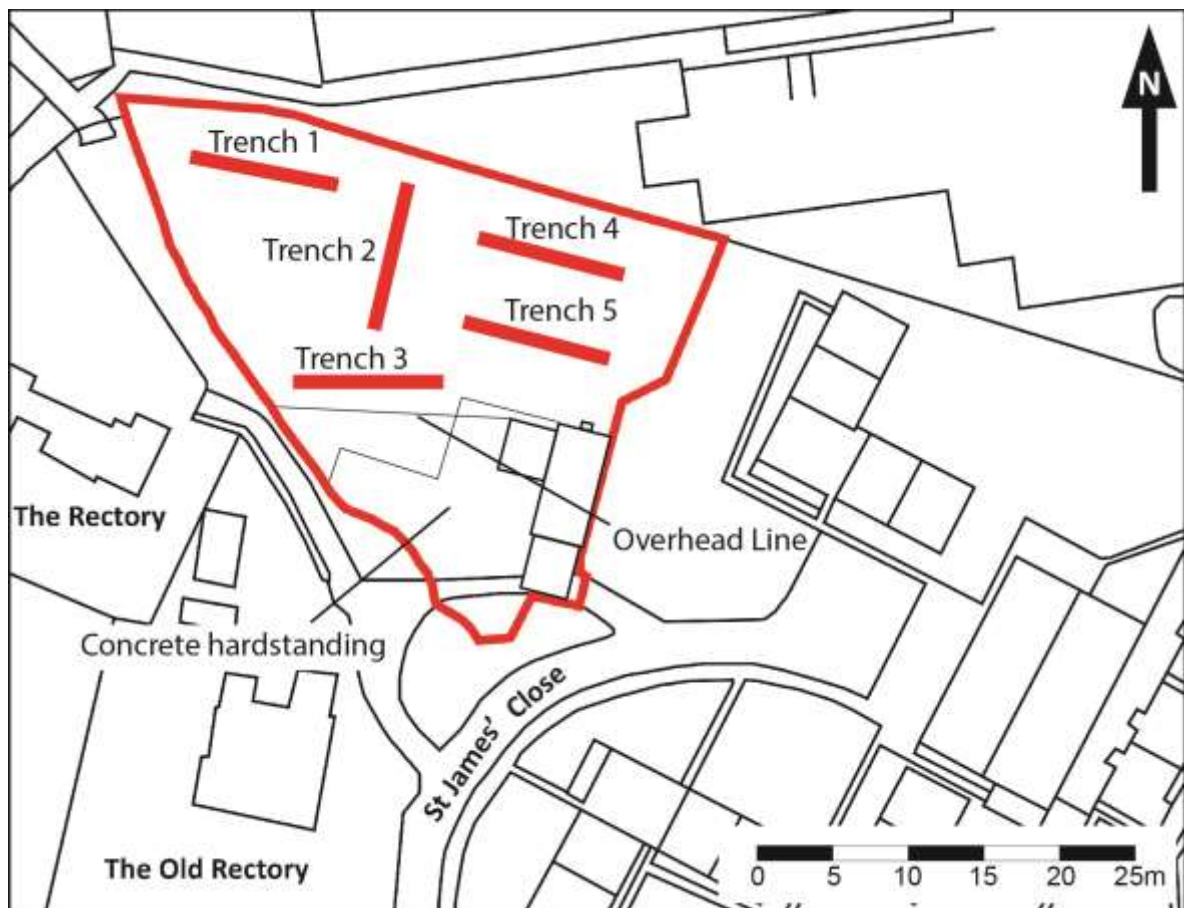 N
Trench 1
Trench 2
Trench 4
Trench 5
Trench 3
The Rectory
Overhead Line
Concrete hardstanding
St James' Close
The Old Rectory
0 5 10 15 20 25m